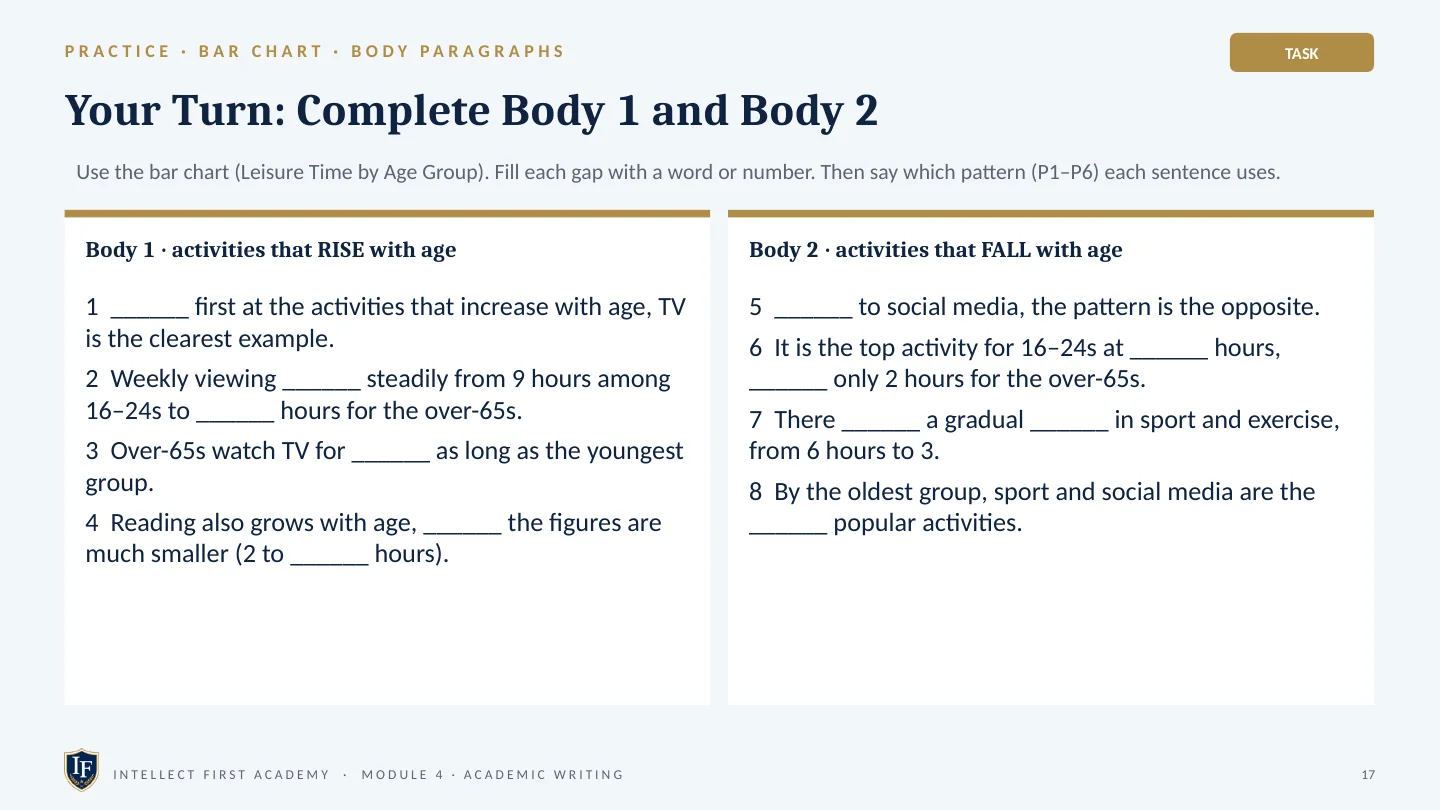 PRACTICE · BAR CHART · BODY PARAGRAPHS
TASK
Your Turn: Complete Body 1 and Body 2
Use the bar chart (Leisure Time by Age Group). Fill each gap with a word or number. Then say which pattern (P1–P6) each sentence uses.
Body 1 · activities that RISE with age
1 ______ first at the activities that increase with age, TV
is the clearest example.
2 Weekly viewing ______ steadily from 9 hours among
16–24s to ______ hours for the over-65s.
3 Over-65s watch TV for ______ as long as the youngest
group.
4 Reading also grows with age, ______ the figures are
much smaller (2 to ______ hours).
Body 2 · activities that FALL with age
5 ______ to social media, the pattern is the opposite.
6 It is the top activity for 16–24s at ______ hours,
______ only 2 hours for the over-65s.
7 There ______ a gradual ______ in sport and exercise,
from 6 hours to 3.
8 By the oldest group, sport and social media are the
______ popular activities.
IF
INTELLECT FIRST ACADEMY · MODULE 4 · ACADEMIC WRITING
17